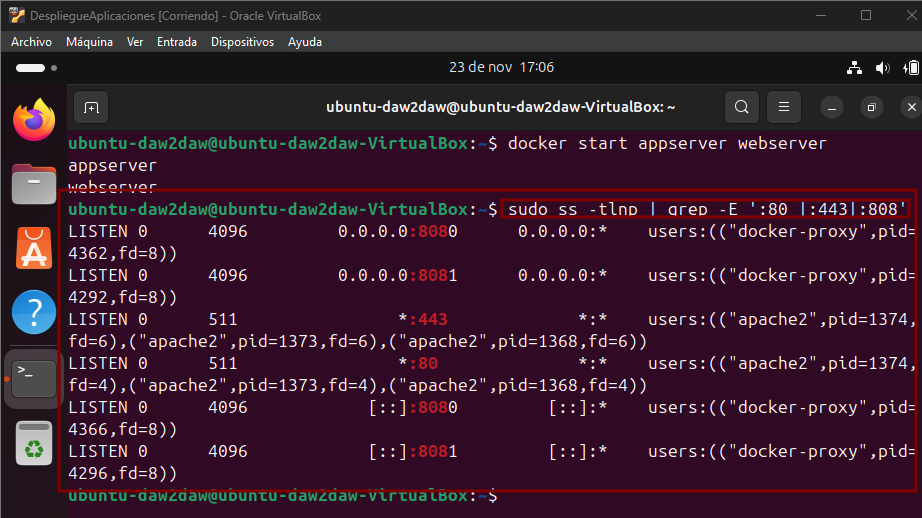 DespliegueAplicaciones [Corriendo] - Oracle VirtualBox
Archivo Máquina Ver Entrada Dispositivos Ayuda
23 de nov 17:06
ubuntu-daw2daw@ubuntu-daw2daw-VirtualBox: ~
ubuntu-daw2daw@ubuntu-daw2daw-VirtualBox:~$ docker start appserver webserver
appserver
webserver
ubuntu-daw2daw@ubuntu-daw2daw-VirtualBox:~$ sudo ss -tlnp | grep -E ':80 |:443|:808'
LISTEN 0 4096 0.0.0.0:8080 0.0.0.0:* users:(("docker-proxy",pid=
4362,fd=8))
LISTEN 0 4096 0.0.0.0:8081 0.0.0.0:* users:(("docker-proxy",pid=
4292,fd=8))
LISTEN 0 511 *:443 *:* users:(("apache2",pid=1374,
fd=6),("apache2",pid=1373,fd=6),("apache2",pid=1368,fd=6))
LISTEN 0 511 *:80 *:* users:(("apache2",pid=1374,
fd=4),("apache2",pid=1373,fd=4),("apache2",pid=1368,fd=4))
LISTEN 0 4096 [::]:8080 [::]:* users:(("docker-proxy",pid=
4366,fd=8))
LISTEN 0 4096 [::]:8081 [::]:* users:(("docker-proxy",pid=
4296,fd=8))
ubuntu-daw2daw@ubuntu-daw2daw-VirtualBox:~$